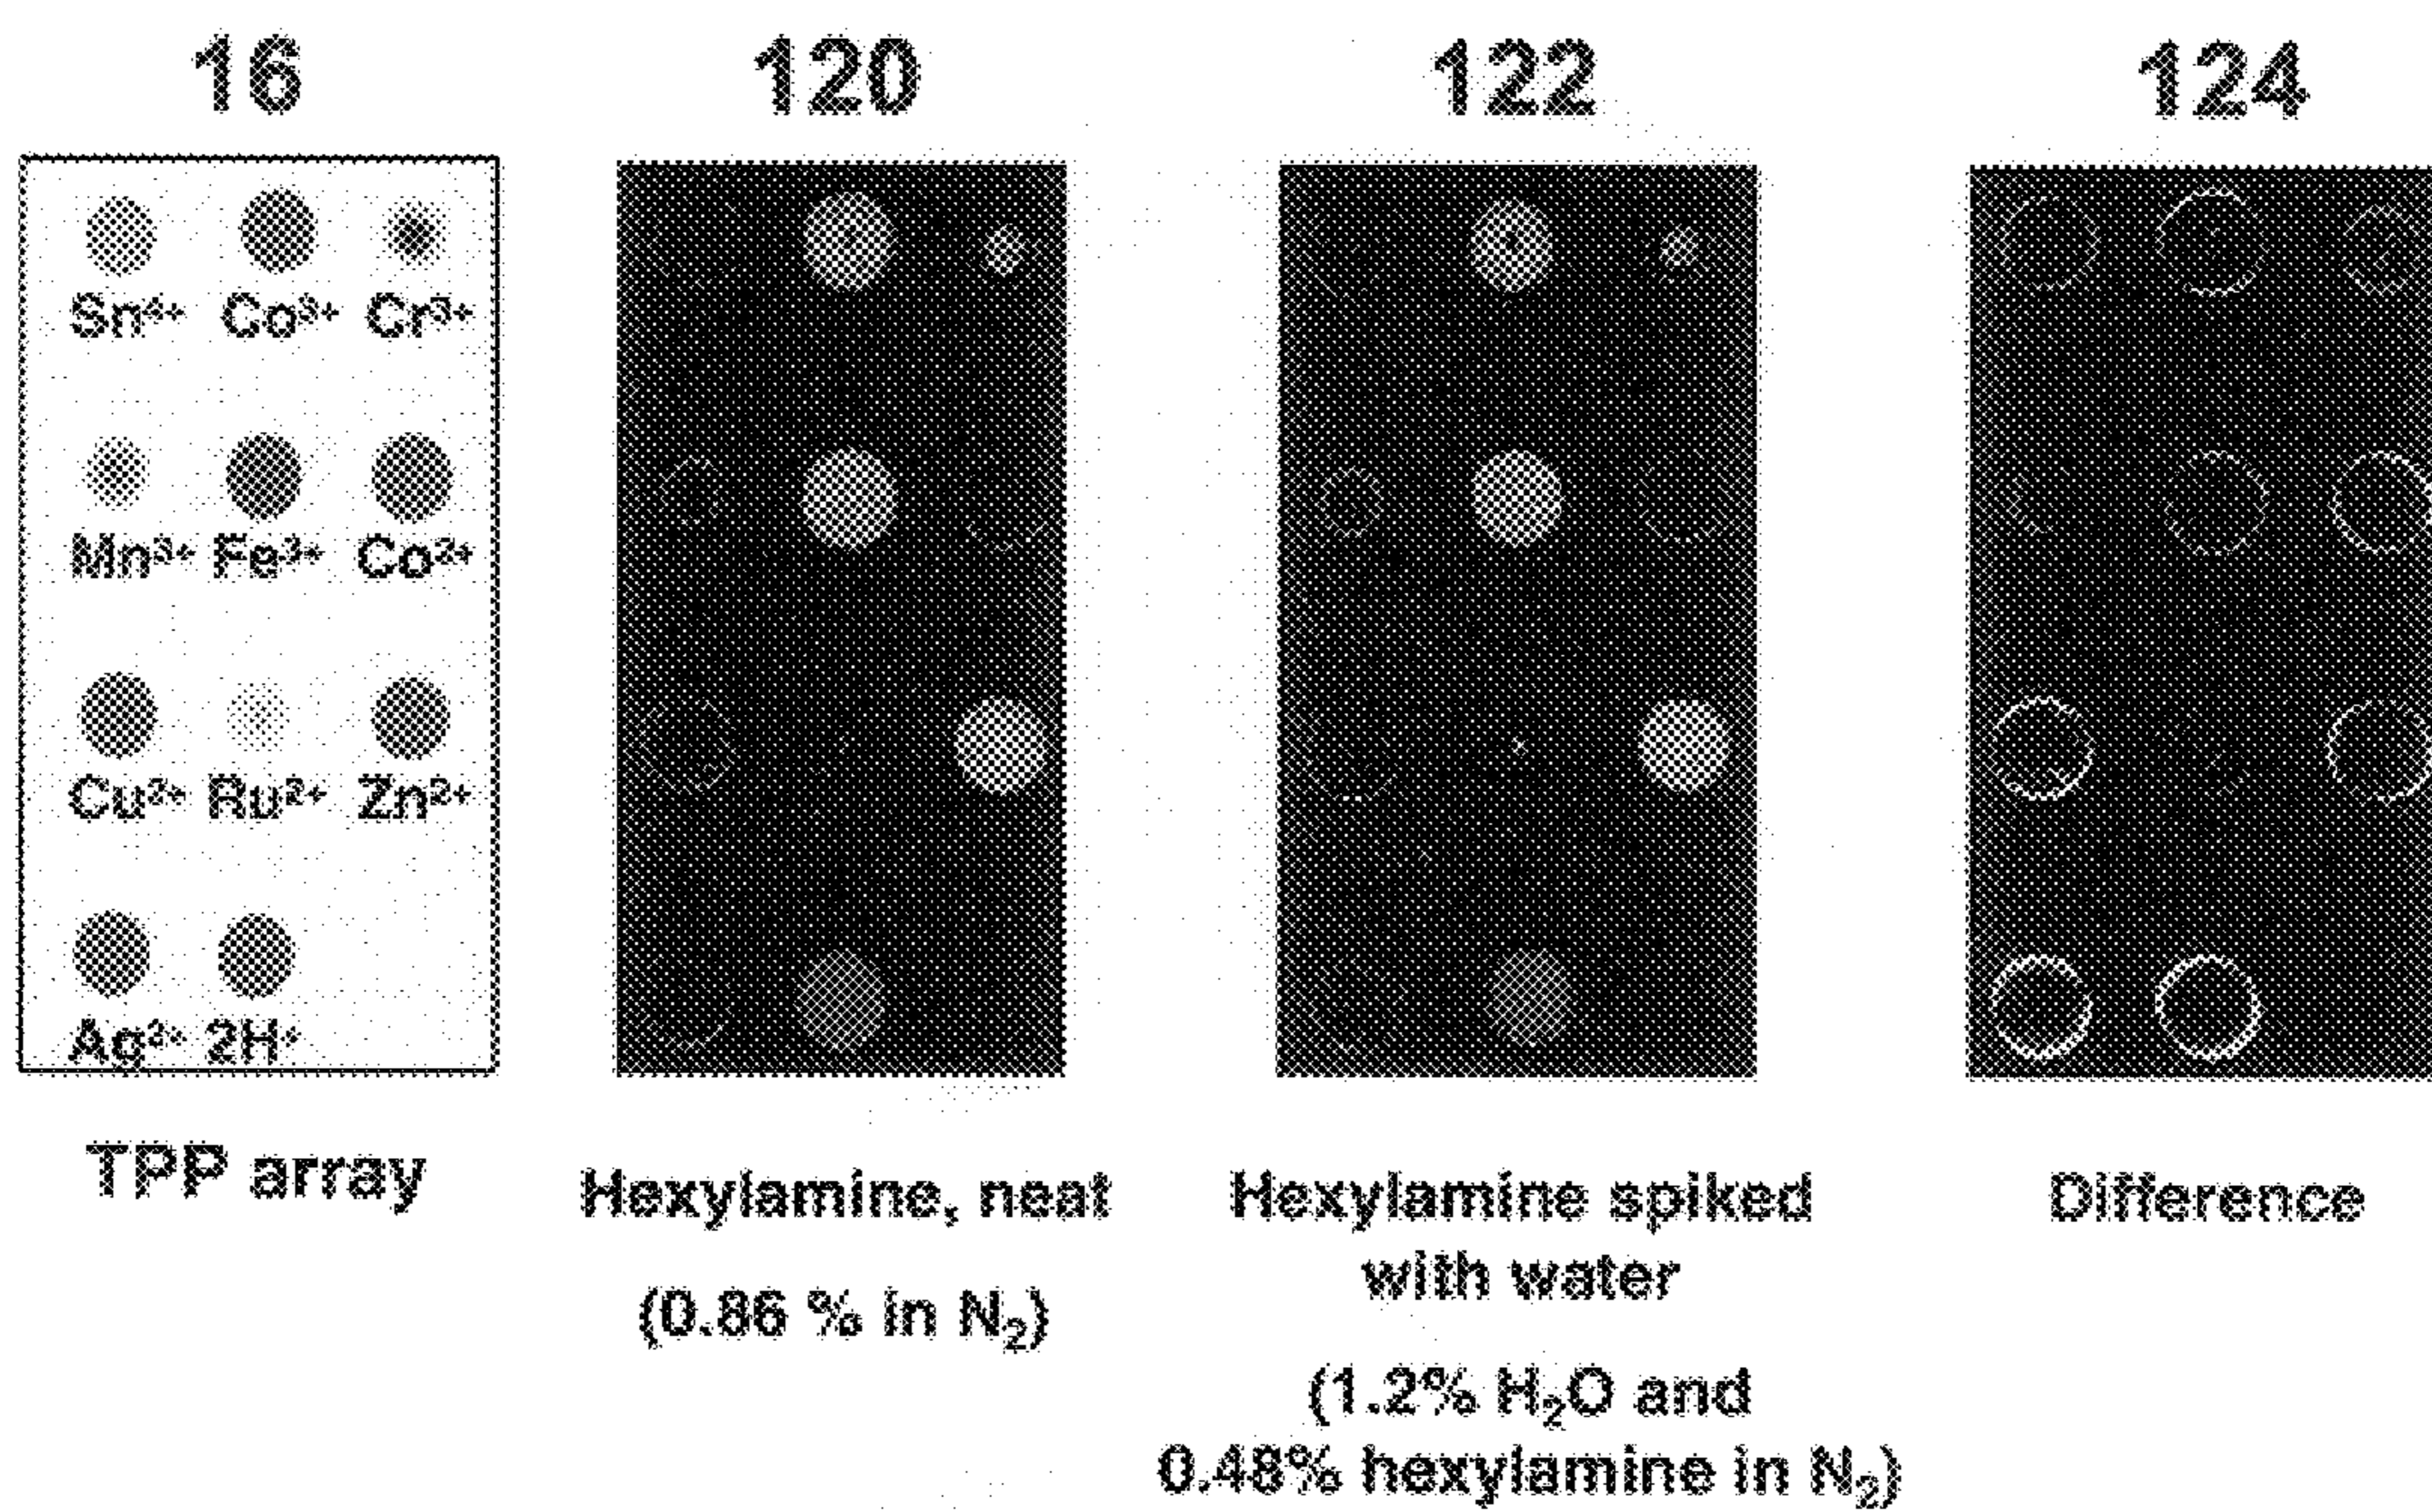 16 120 122 124
Sn⁴⁺ Co³⁺ Cr³⁺
Mn³⁺ Fe³⁺ Co²⁺
Cu²⁺ Ru²⁺ Zn²⁺
Ag²⁺ 2H⁺
TPP array
Hexylamine, neat
(0.86 % in N₂)
Hexylamine spiked
with water
(1.2% H₂O and
0.48% hexylamine in N₂)
Difference